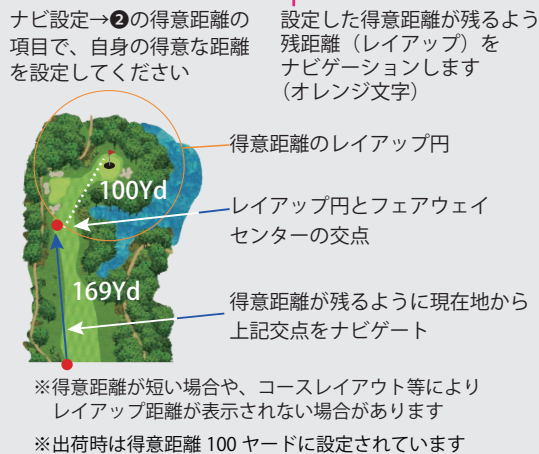 ナビ設定→❷の得意距離の
項目で、自身の得意な距離
を設定してください
設定した得意距離が残るよう
残距離（レイアップ）を
ナビゲーションします
（オレンジ文字）
得意距離のレイアップ円
100Yd
レイアップ円とフェアウェイ
センターの交点
169Yd
得意距離が残るように現在地から
上記交点をナビゲート
※得意距離が短い場合や、コースレイアウト等により
レイアップ距離が表示されない場合があります
※出荷時は得意距離 100 ヤードに設定されています